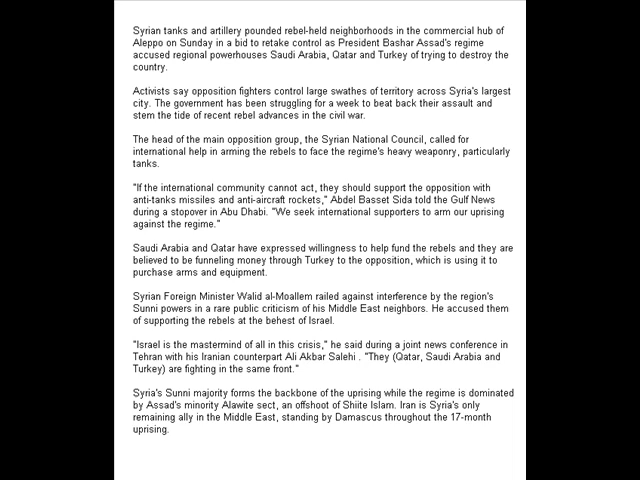 Syrian tanks and artillery pounded rebel-held neighborhoods in the commercial hub of
Aleppo on Sunday in a bid to retake control as President Bashar Assad's regime
accused regional powerhouses Saudi Arabia, Qatar and Turkey of trying to destroy the
country.
Activists say opposition fighters control large swathes of territory across Syria's largest
city. The government has been struggling for a week to beat back their assault and
stem the tide of recent rebel advances in the civil war.
The head of the main opposition group, the Syrian National Council, called for
international help in arming the rebels to face the regime's heavy weaponry, particularly
tanks.
"If the international community cannot act, they should support the opposition with
anti-tanks missiles and anti-aircraft rockets," Abdel Basset Sida told the Gulf News
during a stopover in Abu Dhabi. "We seek international supporters to arm our uprising
against the regime."
Saudi Arabia and Qatar have expressed willingness to help fund the rebels and they are
believed to be funneling money through Turkey to the opposition, which is using it to
purchase arms and equipment.
Syrian Foreign Minister Walid al-Moallem railed against interference by the region's
Sunni powers in a rare public criticism of his Middle East neighbors. He accused them
of supporting the rebels at the behest of Israel.
"Israel is the mastermind of all in this crisis," he said during a joint news conference in
Tehran with his Iranian counterpart Ali Akbar Salehi . "They (Qatar, Saudi Arabia and
Turkey) are fighting in the same front."
Syria's Sunni majority forms the backbone of the uprising while the regime is dominated
by Assad's minority Alawite sect, an offshoot of Shiite Islam. Iran is Syria's only
remaining ally in the Middle East, standing by Damascus throughout the 17-month
uprising.